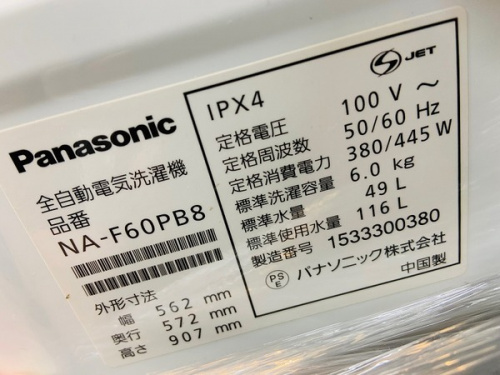 Panasonic
全自動電気洗濯機
品番
NA-F60PB8
外形寸法
幅 562 mm
奥行 572 mm
高さ 907 mm
S JET
IPX4
定格電圧 100 V ～
定格周波数 50/60 Hz
定格消費電力 380/445 W
標準洗濯容量 6.0 kg
標準水量 49 L
標準使用水量 116 L
製造番号 1533300380
PS E パナソニック株式会社
中国製